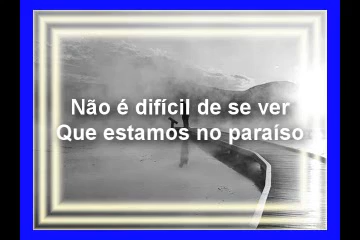 Não é difícil de se ver
Que estamos no paraíso